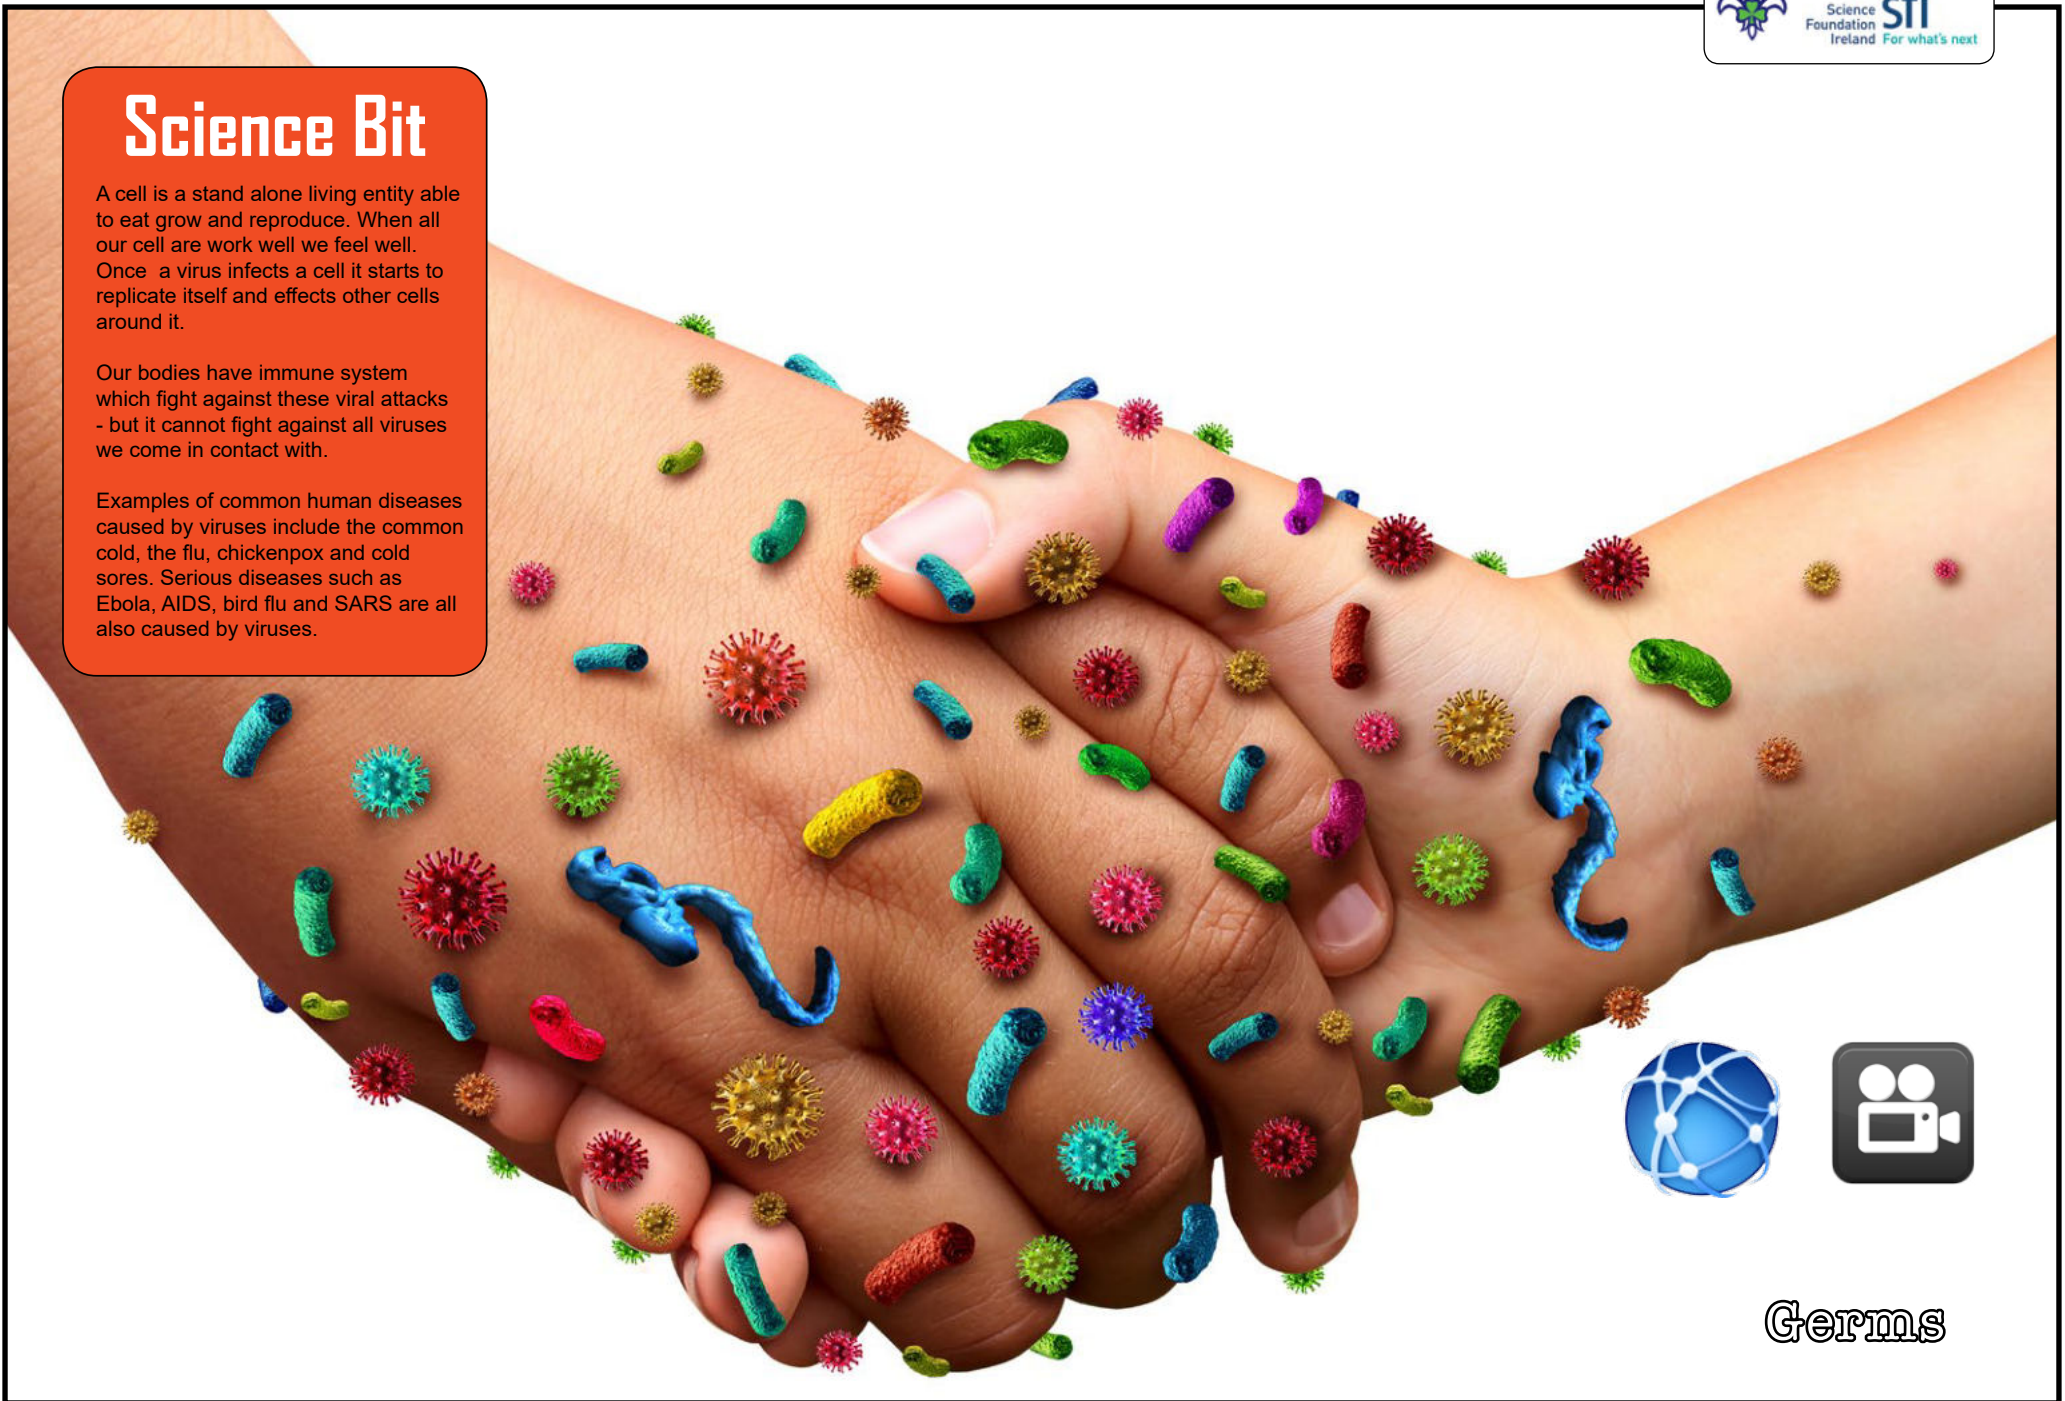 Science
Foundation
Ireland
For what's next
Science Bit
A cell is a stand alone living entity able
to eat grow and reproduce. When all
our cell are work well we feel well.
Once  a virus infects a cell it starts to
replicate itself and effects other cells
around it.
Our bodies have immune system
which fight against these viral attacks
- but it cannot fight against all viruses
we come in contact with.
Examples of common human diseases
caused by viruses include the common
cold, the flu, chickenpox and cold
sores. Serious diseases such as
Ebola, AIDS, bird flu and SARS are all
also caused by viruses.
Germs